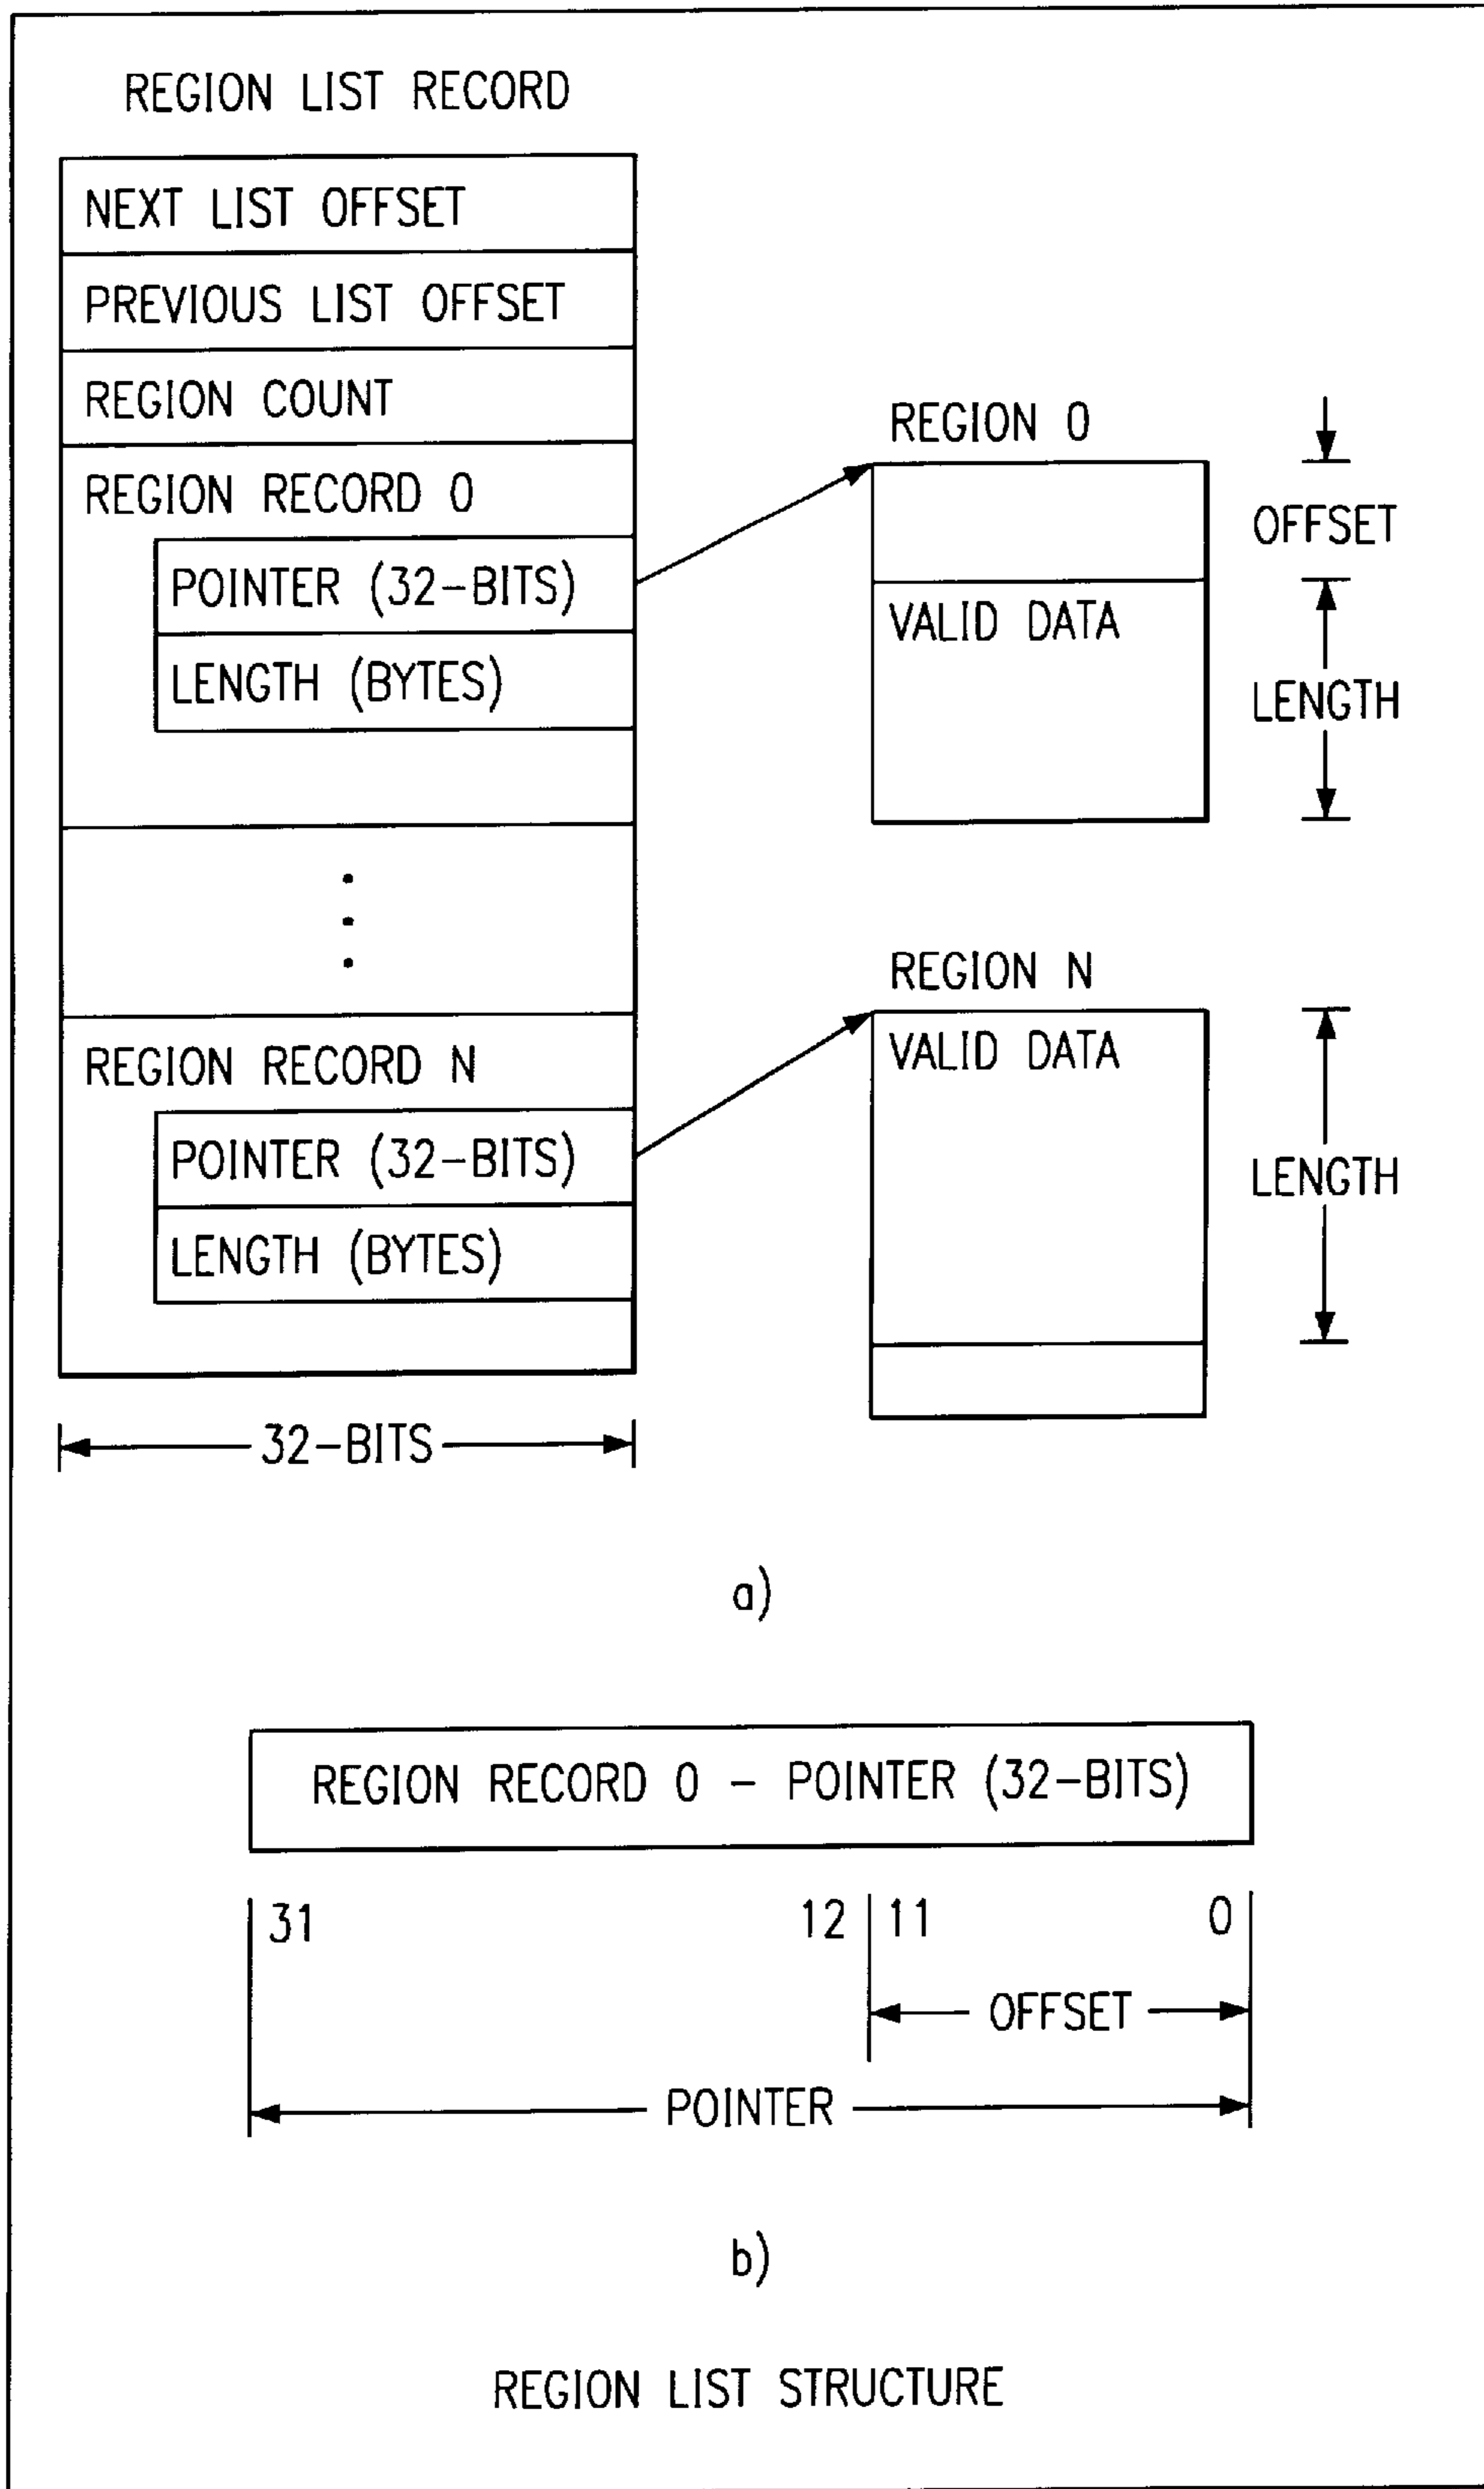 REGION LIST RECORD
NEXT LIST OFFSET
PREVIOUS LIST OFFSET
REGION COUNT
REGION RECORD 0
POINTER (32-BITS)
LENGTH (BYTES)
REGION RECORD N
POINTER (32-BITS)
LENGTH (BYTES)
32-BITS
REGION 0
VALID DATA
OFFSET
LENGTH
REGION N
VALID DATA
LENGTH
a)
REGION RECORD 0 - POINTER (32-BITS)
31 12 11 0
OFFSET
POINTER
b)
REGION LIST STRUCTURE